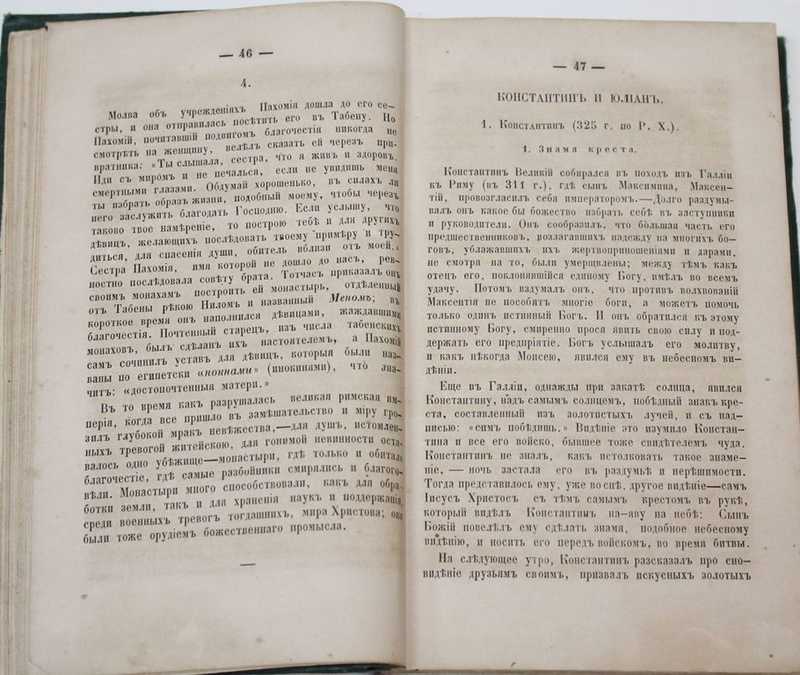 — 46 —
4.
Молва объ учрежденіяхъ Пахомія дошла до его се-
стры, и она отправилась посѣтить его въ Табену. Но
Пахомій, почитавшій подвигомъ благочестія никогда не
смотрѣть на женщину, велѣлъ сказать ей черезъ при-
вратника: »Ты слышала, сестра, что я живъ и здоровъ.
Иди съ миромъ и не печалься, если не увидишь меня
смертными глазами. Обдумай хорошенько, въ силахъ ли
ты избрать образъ жизни, подобный моему, чтобы черезъ
него заслужить благодать Господню. Если услышу, что
таково твое намѣреніе, то построю тебѣ и для другихъ
дѣвицъ, желающихъ послѣдовать твоему примѣру и тру-
диться, для спасенія души, обитель вблизи отъ моей.«
Сестра Пахомія, имя которой не дошло до насъ, рев-
ностно послѣдовала совѣту брата. Тотчасъ приказалъ онъ
своимъ монахамъ построить ей монастырь, отдѣленный
отъ Табены рѣкою Ниломъ и названный Меномъ; въ
короткое время онъ наполнился дѣвицами, жаждавшими
благочестія. Почтенный старецъ, изъ числа табенскихъ
монаховъ, былъ сдѣланъ ихъ настоятелемъ, а Пахомій
самъ сочинилъ уставъ для дѣвицъ, которыя были наз-
ваны по египетски «ноннами» (инокинями), чтò зна-
читъ: «достопочтенныя матери.»
Въ то время какъ разрушалась великая римская им-
перія, когда все пришло въ замѣшательство и міру гро-
зилъ глубокой мракъ невѣжества,—для душъ, истомлен-
ныхъ тревогой житейскою, для гонимой невинности оста-
валось одно убѣжище—монастыри, гдѣ только и обитало
благочестіе, гдѣ самые разбойники смирялись и благого-
вѣли. Монастыри много способствовали, какъ для обра-
ботки земли, такъ и для храненія наукъ и поддержанія
среди военныхъ тревогъ тогдашнихъ, мира Христова; они
были тоже орудіемъ божественнаго промысла.
— 47 —
КОНСТАНТИНЪ И ЮЛІАНЪ.
1. Константинъ (325 г. по Р. Х.).
1. Знамя креста.
Константинъ Великій собирался въ походъ изъ Галліи
къ Риму (въ 311 г.), гдѣ сынъ Максимина, Максен-
тій, провозгласилъ себя императоромъ.—Долго раздумы-
валъ онъ какое бы божество избрать себѣ въ заступники
и руководители. Онъ сообразилъ, что большая часть его
предшественниковъ, возлагавшихъ надежду на многихъ бо-
говъ, ублажавшихъ ихъ жертвоприношеніями и дарами,
не смотря на то, были умерщвлены; между тѣмъ какъ
отецъ его, поклонявшійся единому Богу, имѣлъ во всемъ
удачу. Потомъ вздумалъ онъ, что противъ волхвованій
Максентія не пособятъ многіе боги, а можетъ помочь
только одинъ истинный Богъ. И онъ обратился къ этому
истинному Богу, смиренно прося явить свою силу и под-
держать его предпріятіе. Богъ услышалъ его молитву,
и какъ нѣкогда Моисею, явился ему въ небесномъ ви-
дѣніи.
Еще въ Галліи, однажды при закатѣ солнца, явился
Константину, надъ самымъ солнцемъ, побѣдный знакъ кре-
ста, составленный изъ золотистыхъ лучей, и съ над-
писью: «симъ побѣдишь.» Видѣніе это изумило Констан-
тина и все его войско, бывшее тоже свидѣтелемъ чуда.
Константинъ не зналъ, какъ истолковать такое знаме-
ніе, — ночь застала его въ раздумьѣ и нерѣшимости.
Тогда представилось ему, уже во снѣ, другое видѣніе—самъ
Іисусъ Христосъ съ тѣмъ самымъ крестомъ въ рукѣ,
который видѣлъ Константинъ на-яву на небѣ: Сынъ
Божій повелѣлъ ему сдѣлать знамя, подобное небесному
видѣнію, и носить его передъ войскомъ, во время битвы.
На слѣдующее утро, Константинъ разсказалъ про сно-
видѣніе друзьямъ своимъ, призвалъ искусныхъ золотыхъ